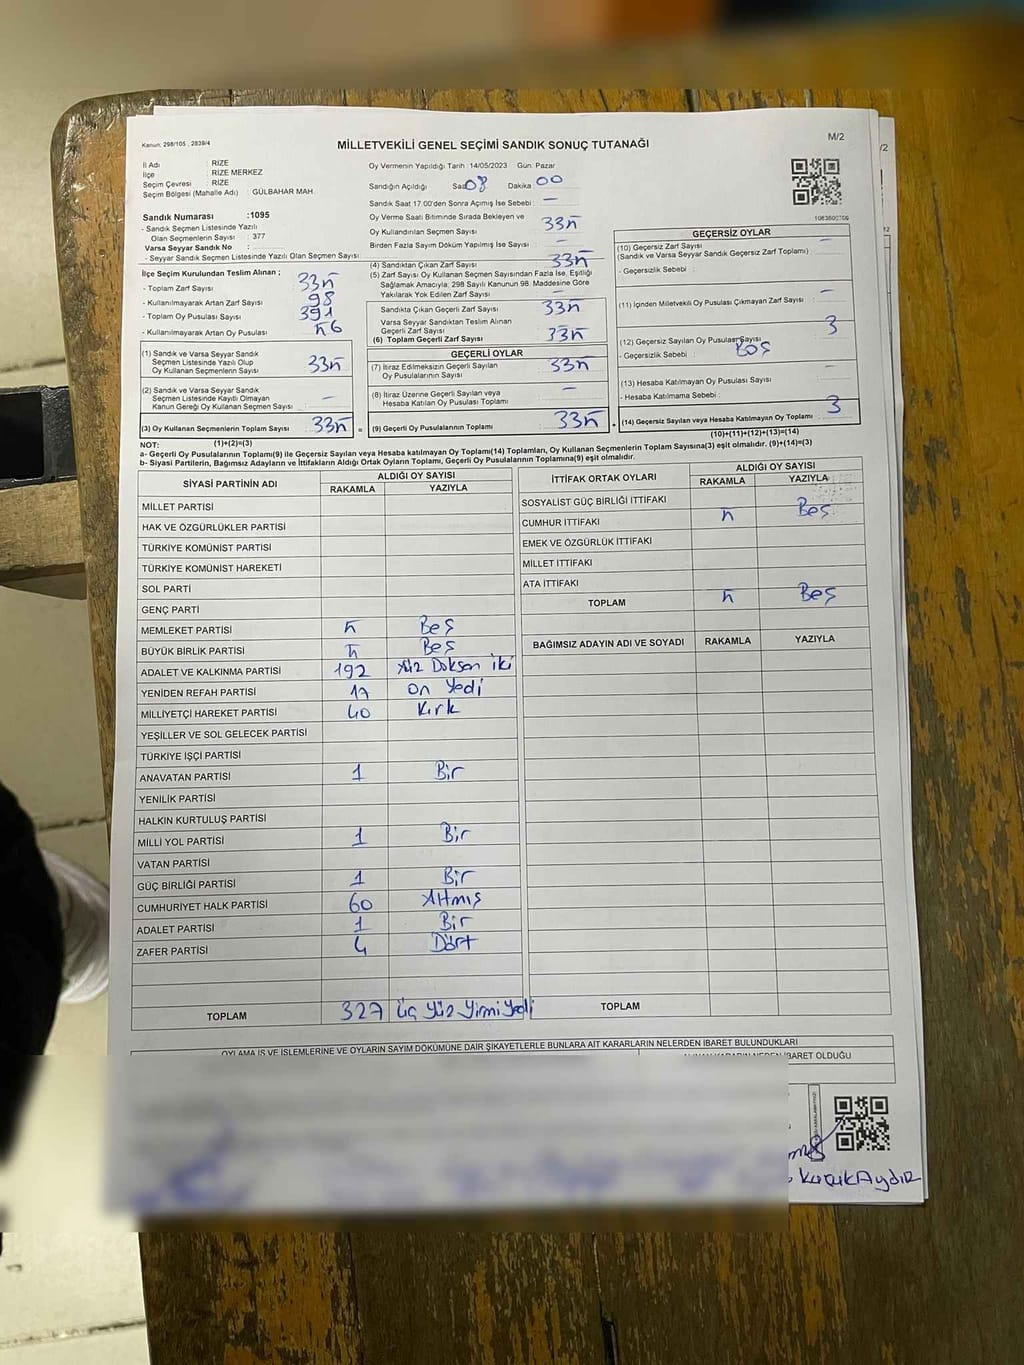 Kanun: 298/105 , 2839/4
MİLLETVEKİLİ GENEL SEÇİMİ SANDIK SONUÇ TUTANAĞI
M/2
İl Adı : RİZE
İlçe : RİZE MERKEZ
Seçim Çevresi : RİZE
Seçim Bölgesi (Mahalle Adı) : GÜLBAHAR MAH.
Sandık Numarası :1095
- Sandık Seçmen Listesinde Yazılı
Olan Seçmenlerin Sayısı : 377
Varsa Seyyar Sandık No :
- Seyyar Sandık Seçmen Listesinde Yazılı Olan Seçmen Sayısı:
Oy Vermenin Yapıldığı Tarih :14/05/2023 Gün: Pazar
Sandığın Açıldığı Saat 08 Dakika 00
Sandık Saat 17.00'den Sonra Açılmış İse Sebebi : -
Oy Verme Saati Bitiminde Sırada Bekleyen ve
Oy Kullandırılan Seçmen Sayısı 335
Birden Fazla Sayım Döküm Yapılmış İse Sayısı : -
İlçe Seçim Kurulundan Teslim Alınan ;
- Toplam Zarf Sayısı 335
- Kullanılmayarak Artan Zarf Sayısı 98
- Toplam Oy Pusulası Sayısı 391
- Kullanılmayarak Artan Oy Pusulası 56
(1) Sandık ve Varsa Seyyar Sandık
Seçmen Listesinde Yazılı Olup
Oy Kullanan Seçmenlerin Sayısı 335
(2) Sandık ve Varsa Seyyar Sandık
Seçmen Listesinde Kayıtlı Olmayan
Kanun Gereği Oy Kullanan Seçmen Sayısı -
(3) Oy Kullanan Seçmenlerin Toplam Sayısı 335
(1)+(2)=(3)
(4) Sandıktan Çıkan Zarf Sayısı 335
(5) Zarf Sayısı Oy Kullanan Seçmen Sayısından Fazla İse, Eşitliği
Sağlamak Amacıyla; 298 Sayılı Kanunun 98. Maddesine Göre
Yakılarak Yok Edilen Zarf Sayısı -
Sandıkta Çıkan Geçerli Zarf Sayısı 335
Varsa Seyyar Sandıktan Teslim Alınan
Geçerli Zarf Sayısı
(6) Toplam Geçerli Zarf Sayısı 335
GEÇERLİ OYLAR
(7) İtiraz Edilmeksizin Geçerli Sayılan
Oy Pusulalarının Sayısı 335
(8) İtiraz Üzerine Geçerli Sayılan veya
Hesaba Katılan Oy Pusulası Toplamı -
(9) Geçerli Oy Pusulalarının Toplamı 335
GEÇERSİZ OYLAR
(10) Geçersiz Zarf Sayısı -
(Sandık ve Varsa Seyyar Sandık Geçersiz Zarf Toplamı)
- Geçersizlik Sebebi :
(11) İçinden Milletvekili Oy Pusulası Çıkmayan Zarf Sayısı -
(12) Geçersiz Sayılan Oy Pusulası Sayısı 3
- Geçersizlik Sebebi : Boş
(13) Hesaba Katılmayan Oy Pusulası Sayısı -
- Hesaba Katılmama Sebebi :
(14) Geçersiz Sayılan veya Hesaba Katılmayan Oy Toplamı 3
(10)+(11)+(12)+(13)=(14)
NOT:
a- Geçerli Oy Pusulalarının Toplamı(9) ile Geçersiz Sayılan veya Hesaba katılmayan Oy Toplamı(14) Toplamları, Oy Kullanan Seçmenlerin Toplam Sayısına(3) eşit olmalıdır. (9)+(14)=(3)
b- Siyasi Partilerin, Bağımsız Adayların ve İttifakların Aldığı Ortak Oyların Toplamı, Geçerli Oy Pusulalarının Toplamına(9) eşit olmalıdır.
SİYASİ PARTİNİN ADI ALDIĞI OY SAYISI
RAKAMLA YAZIYLA
MİLLET PARTİSİ
HAK VE ÖZGÜRLÜKLER PARTİSİ
TÜRKİYE KOMÜNİST PARTİSİ
TÜRKİYE KOMÜNİST HAREKETİ
SOL PARTİ
GENÇ PARTİ
MEMLEKET PARTİSİ 5 Beş
BÜYÜK BİRLİK PARTİSİ 5 Beş
ADALET VE KALKINMA PARTİSİ 192 Yüz Doksan iki
YENİDEN REFAH PARTİSİ 17 on Yedi
MİLLİYETÇİ HAREKET PARTİSİ 40 Kırk
YEŞİLLER VE SOL GELECEK PARTİSİ
TÜRKİYE İŞÇİ PARTİSİ
ANAVATAN PARTİSİ 1 Bir
YENİLİK PARTİSİ
HALKIN KURTULUŞ PARTİSİ
MİLLİ YOL PARTİSİ 1 Bir
VATAN PARTİSİ
GÜÇ BİRLİĞİ PARTİSİ 1 Bir
CUMHURİYET HALK PARTİSİ 60 Altmış
ADALET PARTİSİ 1 Bir
ZAFER PARTİSİ 4 Dört
TOPLAM 327 üç Yüz Yirmi Yedi
İTTİFAK ORTAK OYLARI ALDIĞI OY SAYISI
RAKAMLA YAZIYLA
SOSYALİST GÜÇ BİRLİĞİ İTTİFAKI
CUMHUR İTTİFAKI 5 Beş
EMEK VE ÖZGÜRLÜK İTTİFAKI
MİLLET İTTİFAKI
ATA İTTİFAKI
TOPLAM 5 Beş
BAĞIMSIZ ADAYIN ADI VE SOYADI RAKAMLA YAZIYLA
TOPLAM
OYLAMA İŞ VE İŞLEMLERİNE VE OYLARIN SAYIM DÖKÜMÜNE DAİR ŞİKAYETLERLE BUNLARA AİT KARARLARIN NELERDEN İBARET BULUNDUKLARI
İBARET OLDUĞU